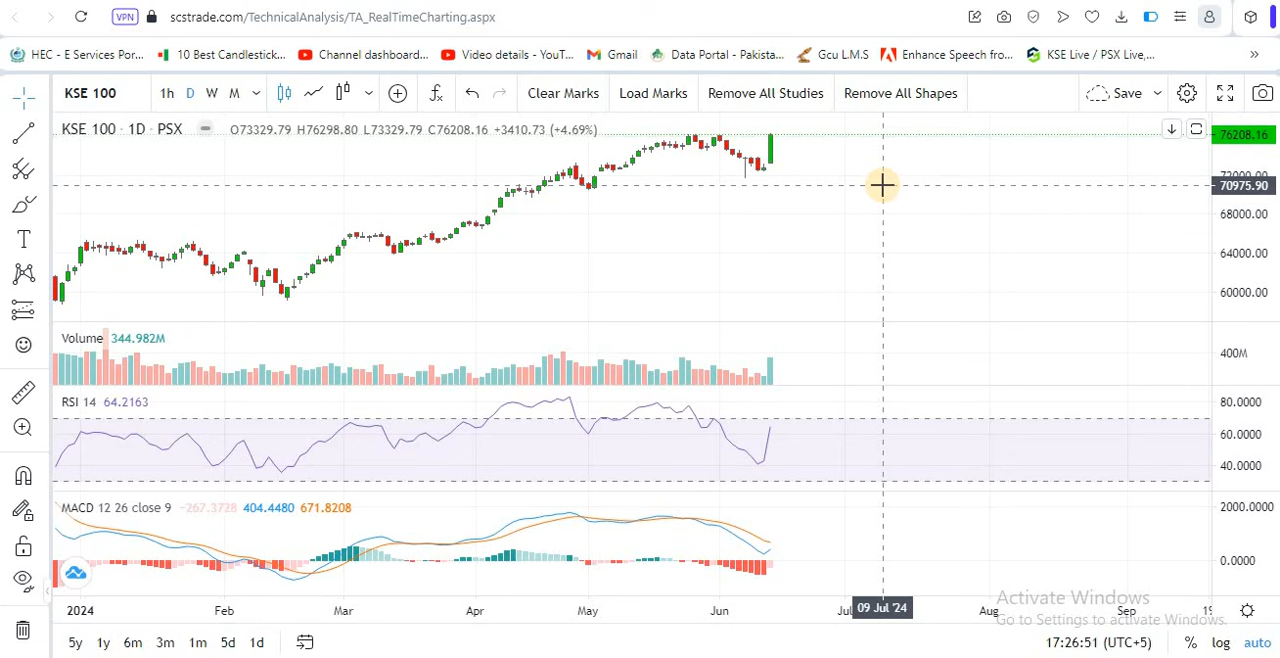 VPN scstrade.com/TechnicalAnalysis/TA_RealTimeCharting.aspx
HEC - E Services Por... 10 Best Candlestick... Channel dashboard... Video details - YouT... Gmail Data Portal - Pakista... Gcu L.M.S Enhance Speech fro... KSE Live / PSX Live,... »
KSE 100 1h D W M Clear Marks Load Marks Remove All Studies Remove All Shapes Save
KSE 100 · 1D · PSX O73329.79 H76298.80 L73329.79 C76208.16 +3410.73 (+4.69%)
76208.16
72000.00
70975.90
68000.00
64000.00
60000.00
Volume 344.982M
400M
RSI 14 64.2163
80.0000
60.0000
40.0000
MACD 12 26 close 9 -267.3728 404.4480 671.8208
2000.0000
0.0000
2024 Feb Mar Apr May Jun Jul 09 Jul '24 Aug Sep 19
Activate Windows
Go to Settings to activate Windows.
5y 1y 6m 3m 1m 5d 1d 17:26:51 (UTC+5) % log auto